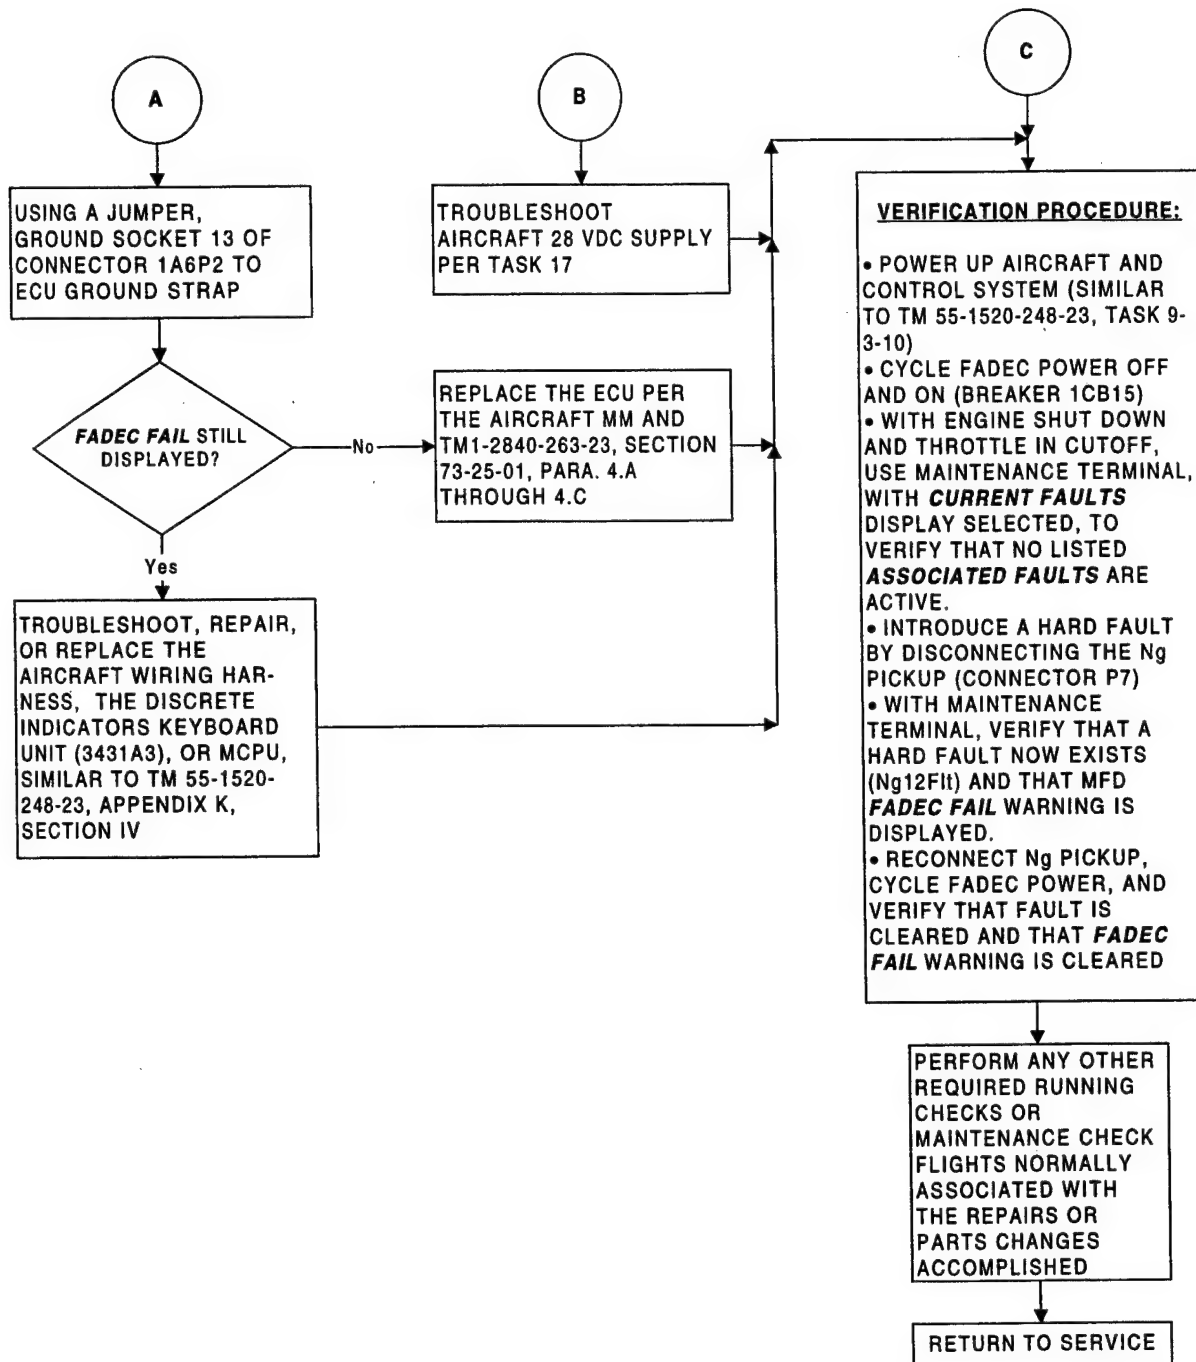 A
USING A JUMPER,
GROUND SOCKET 13 OF
CONNECTOR 1A6P2 TO
ECU GROUND STRAP
FADEC FAIL STILL
DISPLAYED?
No
Yes
TROUBLESHOOT, REPAIR,
OR REPLACE THE
AIRCRAFT WIRING HAR-
NESS, THE DISCRETE
INDICATORS KEYBOARD
UNIT (3431A3), OR MCPU,
SIMILAR TO TM 55-1520-
248-23, APPENDIX K,
SECTION IV
B
TROUBLESHOOT
AIRCRAFT 28 VDC SUPPLY
PER TASK 17
REPLACE THE ECU PER
THE AIRCRAFT MM AND
TM1-2840-263-23, SECTION
73-25-01, PARA. 4.A
THROUGH 4.C
C
VERIFICATION PROCEDURE:
• POWER UP AIRCRAFT AND
CONTROL SYSTEM (SIMILAR
TO TM 55-1520-248-23, TASK 9-
3-10)
• CYCLE FADEC POWER OFF
AND ON (BREAKER 1CB15)
• WITH ENGINE SHUT DOWN
AND THROTTLE IN CUTOFF,
USE MAINTENANCE TERMINAL,
WITH CURRENT FAULTS
DISPLAY SELECTED, TO
VERIFY THAT NO LISTED
ASSOCIATED FAULTS ARE
ACTIVE.
• INTRODUCE A HARD FAULT
BY DISCONNECTING THE Ng
PICKUP (CONNECTOR P7)
• WITH MAINTENANCE
TERMINAL, VERIFY THAT A
HARD FAULT NOW EXISTS
(Ng12Flt) AND THAT MFD
FADEC FAIL WARNING IS
DISPLAYED.
• RECONNECT Ng PICKUP,
CYCLE FADEC POWER, AND
VERIFY THAT FAULT IS
CLEARED AND THAT FADEC
FAIL WARNING IS CLEARED
PERFORM ANY OTHER
REQUIRED RUNNING
CHECKS OR
MAINTENANCE CHECK
FLIGHTS NORMALLY
ASSOCIATED WITH
THE REPAIRS OR
PARTS CHANGES
ACCOMPLISHED
RETURN TO SERVICE